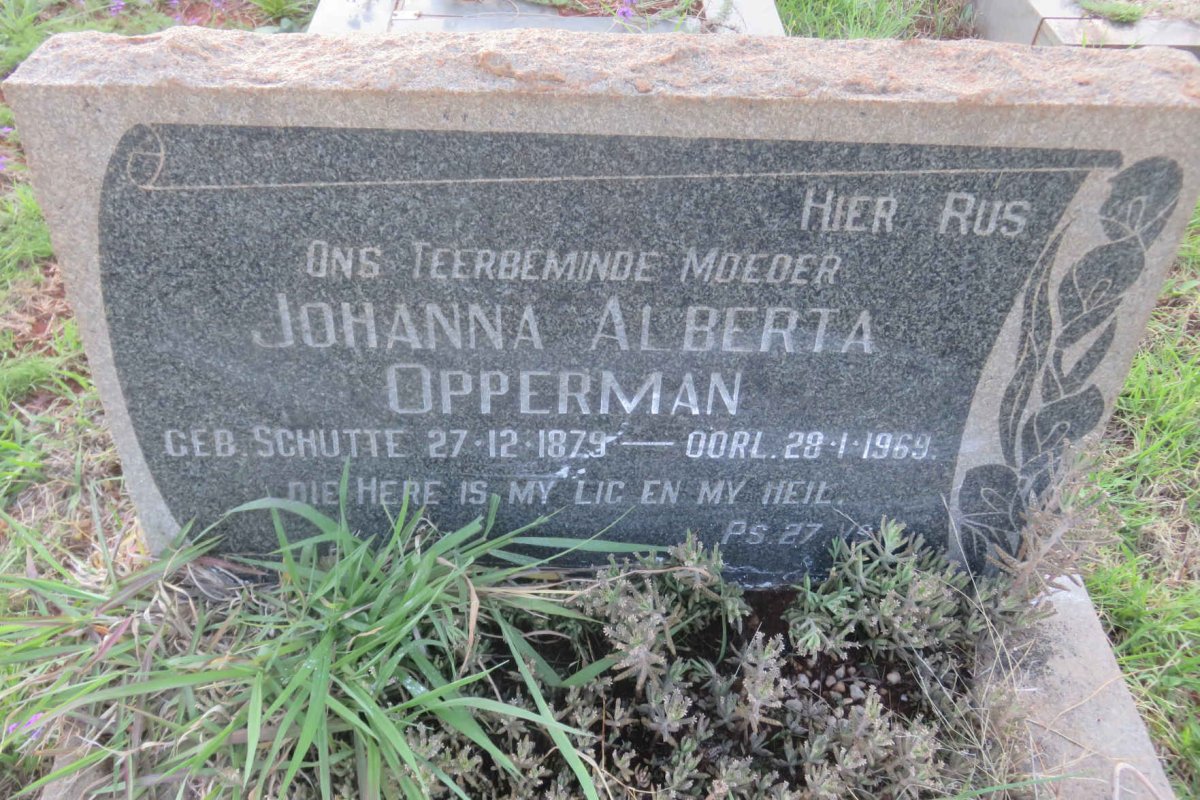 HIER RUS
ONS TEERBEMINDE MOEDER
JOHANNA ALBERTA
OPPERMAN
GEB. SCHUTTE 27·12·1879 — OORL. 28·1·1969.
DIE HERE IS MY LIG EN MY HEIL.
PS. 27